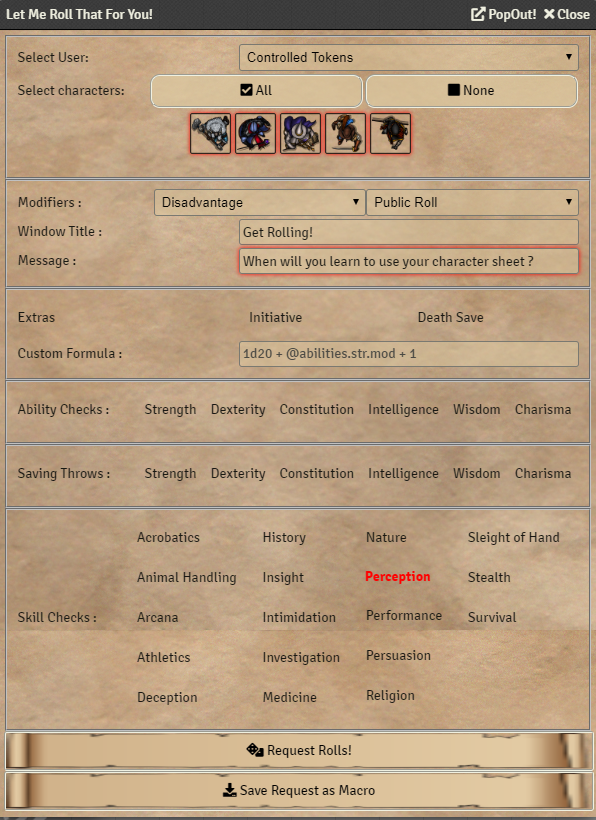 Let Me Roll That For You! PopOut! Close
Select User: Controlled Tokens
Select characters: All None
Modifiers : Disadvantage Public Roll
Window Title : Get Rolling!
Message : When will you learn to use your character sheet ?
Extras Initiative Death Save
Custom Formula : 1d20 + @abilities.str.mod + 1
Ability Checks : Strength Dexterity Constitution Intelligence Wisdom Charisma
Saving Throws : Strength Dexterity Constitution Intelligence Wisdom Charisma
Acrobatics History Nature Sleight of Hand
Animal Handling Insight Perception Stealth
Skill Checks : Arcana Intimidation Performance Survival
Athletics Investigation Persuasion
Deception Medicine Religion
Request Rolls!
Save Request as Macro